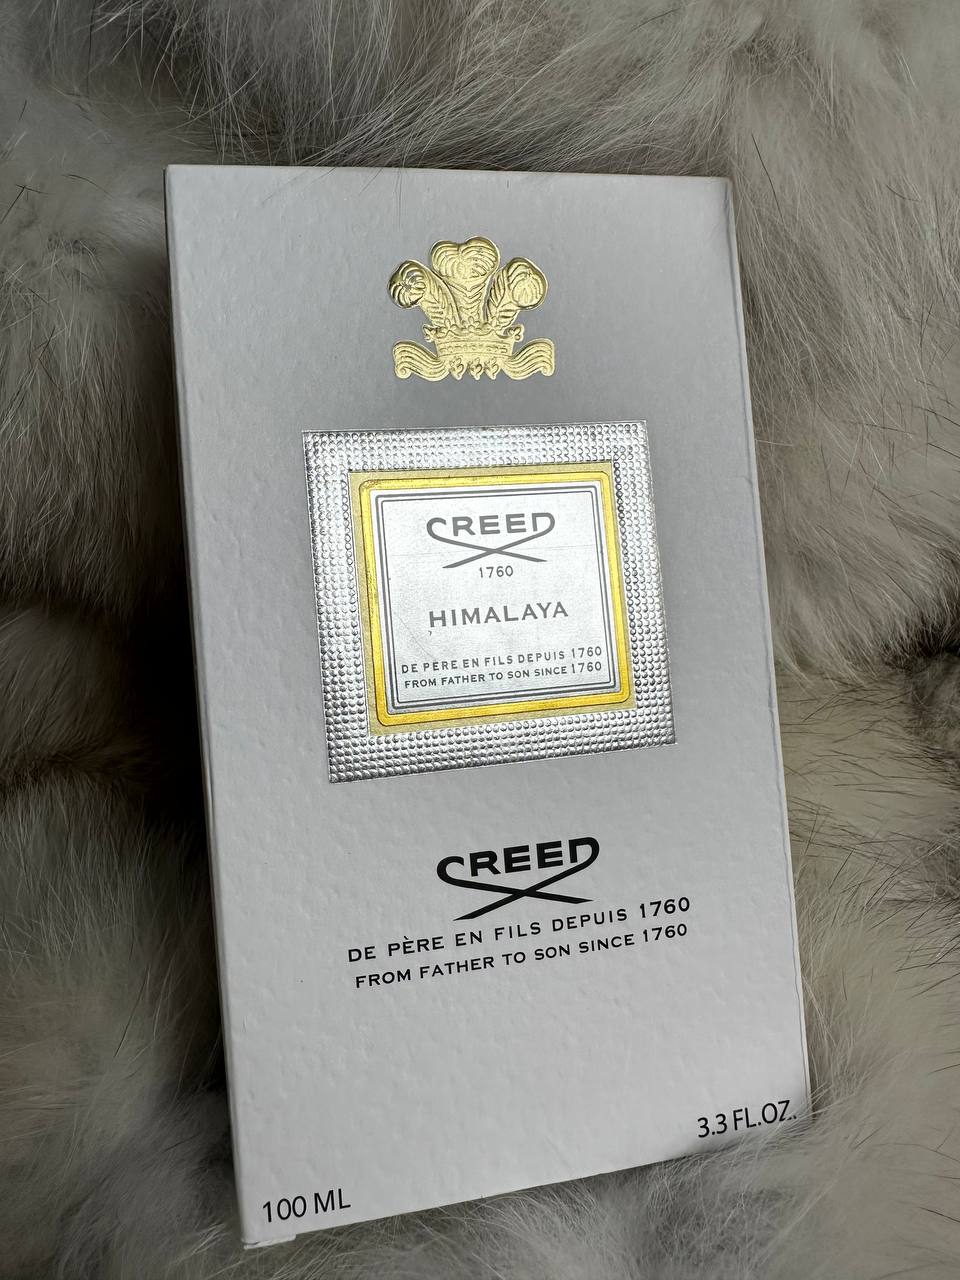 CREED
1760
HIMALAYA
DE PÈRE EN FILS DEPUIS 1760
FROM FATHER TO SON SINCE 1760
CREED
DE PÈRE EN FILS DEPUIS 1760
FROM FATHER TO SON SINCE 1760
3.3 FL.OZ.
100 ML